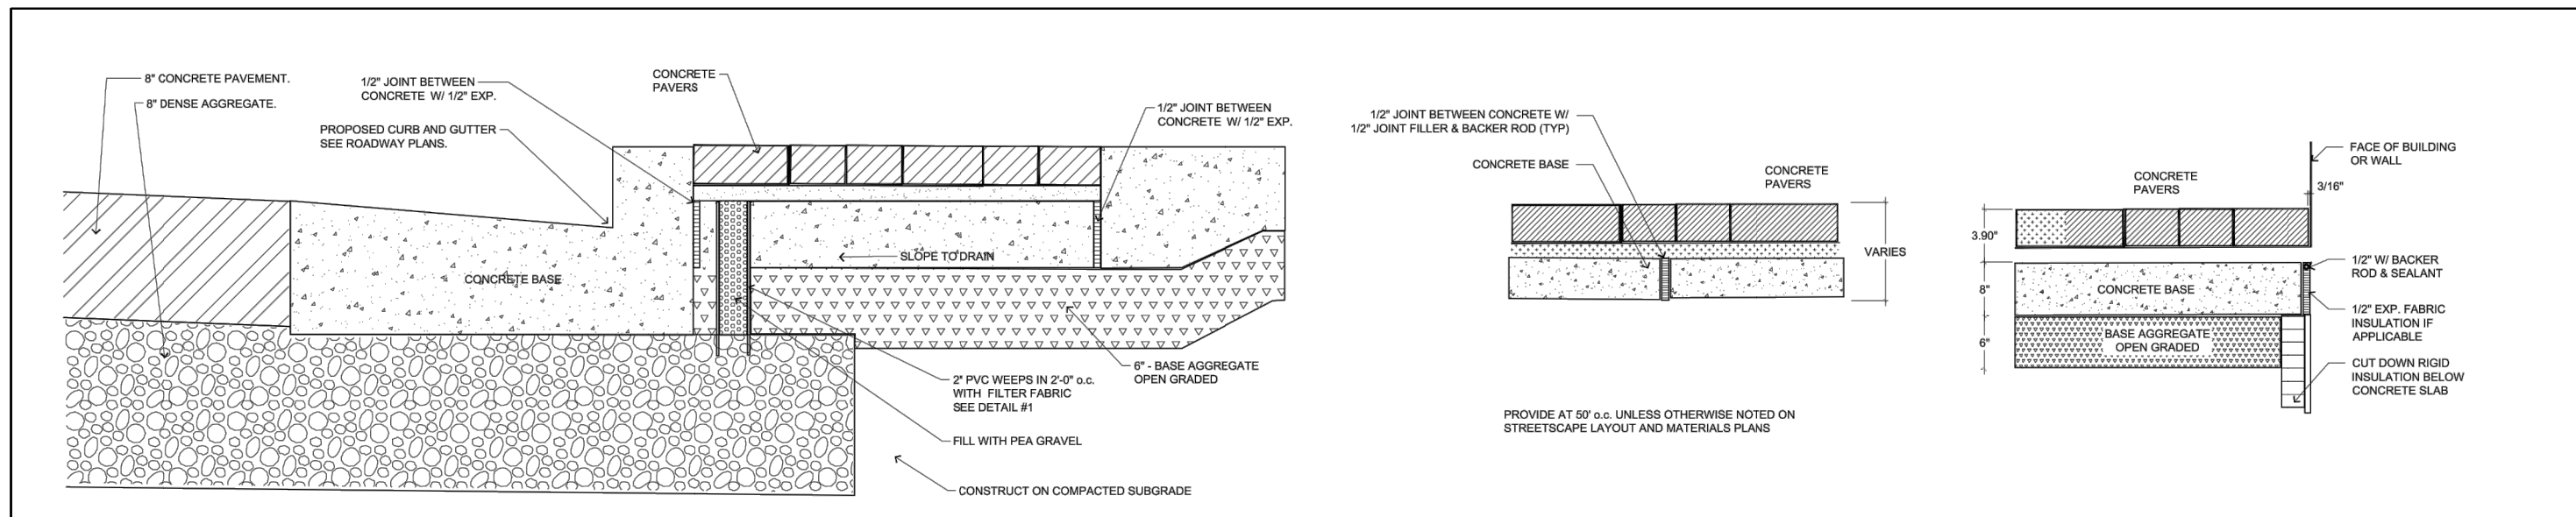 8" CONCRETE PAVEMENT.
8" DENSE AGGREGATE.
1/2" JOINT BETWEEN
CONCRETE W/ 1/2" EXP.
PROPOSED CURB AND GUTTER
SEE ROADWAY PLANS.
CONCRETE
PAVERS
1/2" JOINT BETWEEN
CONCRETE W/ 1/2" EXP.
SLOPE TO DRAIN
CONCRETE BASE
6" - BASE AGGREGATE
OPEN GRADED
2" PVC WEEPS IN 2'-0" o.c.
WITH FILTER FABRIC
SEE DETAIL #1
FILL WITH PEA GRAVEL
CONSTRUCT ON COMPACTED SUBGRADE
1/2" JOINT BETWEEN CONCRETE W/
1/2" JOINT FILLER & BACKER ROD (TYP)
CONCRETE BASE
CONCRETE
PAVERS
VARIES
PROVIDE AT 50' o.c. UNLESS OTHERWISE NOTED ON
STREETSCAPE LAYOUT AND MATERIALS PLANS
FACE OF BUILDING
OR WALL
CONCRETE
PAVERS
3/16"
3.90"
8"
6"
CONCRETE BASE
BASE AGGREGATE
OPEN GRADED
1/2" W/ BACKER
ROD & SEALANT
1/2" EXP. FABRIC
INSULATION IF
APPLICABLE
CUT DOWN RIGID
INSULATION BELOW
CONCRETE SLAB